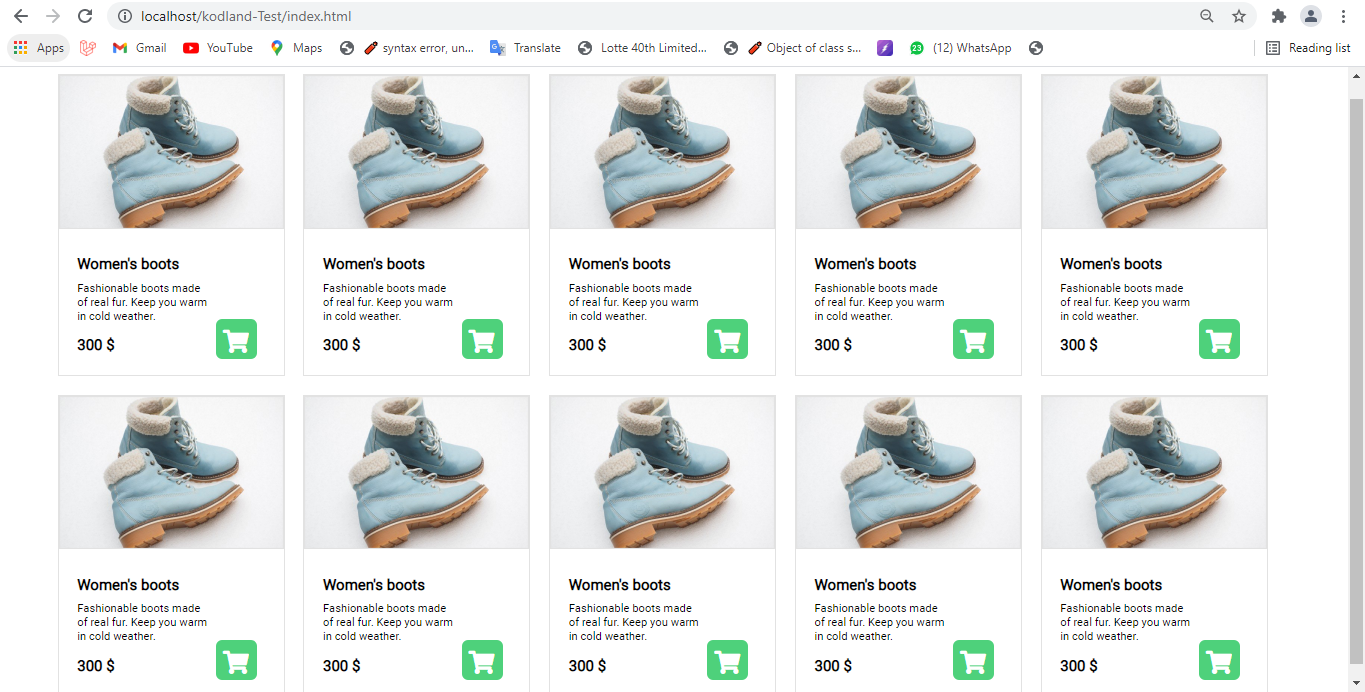 localhost/kodland-Test/index.html
Apps Gmail YouTube Maps syntax error, un... Translate Lotte 40th Limited... Object of class s... 23 (12) WhatsApp Reading list
Women's boots Women's boots Women's boots Women's boots Women's boots
Fashionable boots made Fashionable boots made Fashionable boots made Fashionable boots made Fashionable boots made
of real fur. Keep you warm of real fur. Keep you warm of real fur. Keep you warm of real fur. Keep you warm of real fur. Keep you warm
in cold weather. in cold weather. in cold weather. in cold weather. in cold weather.
300 $ 300 $ 300 $ 300 $ 300 $
Women's boots Women's boots Women's boots Women's boots Women's boots
Fashionable boots made Fashionable boots made Fashionable boots made Fashionable boots made Fashionable boots made
of real fur. Keep you warm of real fur. Keep you warm of real fur. Keep you warm of real fur. Keep you warm of real fur. Keep you warm
in cold weather. in cold weather. in cold weather. in cold weather. in cold weather.
300 $ 300 $ 300 $ 300 $ 300 $